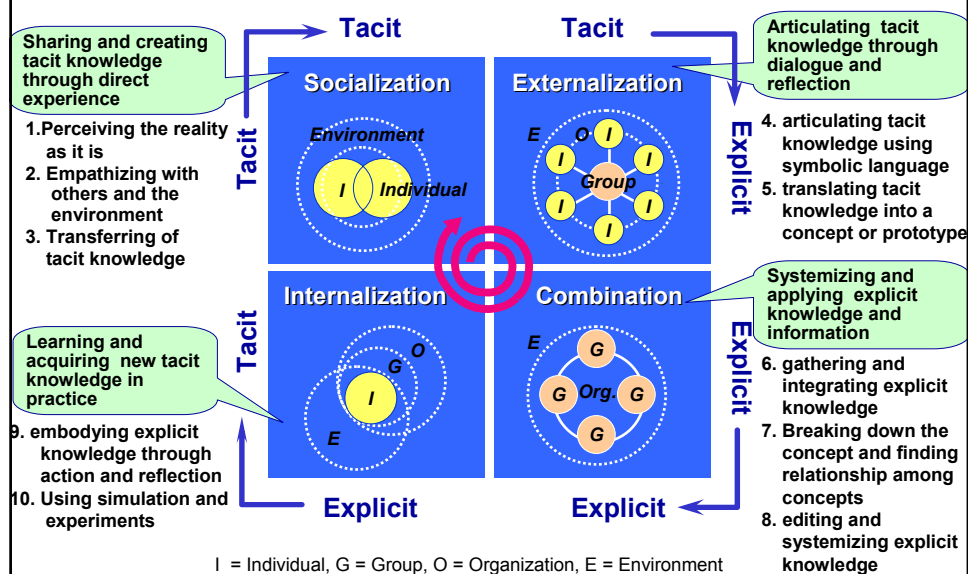 Tacit
Tacit
Sharing and creating
tacit knowledge
through direct
experience
1.Perceiving the reality
as it is
2. Empathizing with
others and the
environment
3. Transferring of
tacit knowledge
Tacit
Socialization
Environment
I
Individual
Externalization
E
O
I
I
I
Group
I
I
I
Explicit
Articulating tacit
knowledge through
dialogue and
reflection
4. articulating tacit
knowledge using
symbolic language
5. translating tacit
knowledge into a
concept or prototype
Learning and
acquiring new tacit
knowledge in
practice
9. embodying explicit
knowledge through
action and reflection
10. Using simulation and
experiments
Tacit
Internalization
O
G
I
E
Combination
E
G
G
Org.
G
G
Explicit
Systemizing and
applying explicit
knowledge and
information
6. gathering and
integrating explicit
knowledge
7. Breaking down the
concept and finding
relationship among
concepts
8. editing and
systemizing explicit
knowledge
Explicit
Explicit
I = Individual, G = Group, O = Organization, E = Environment